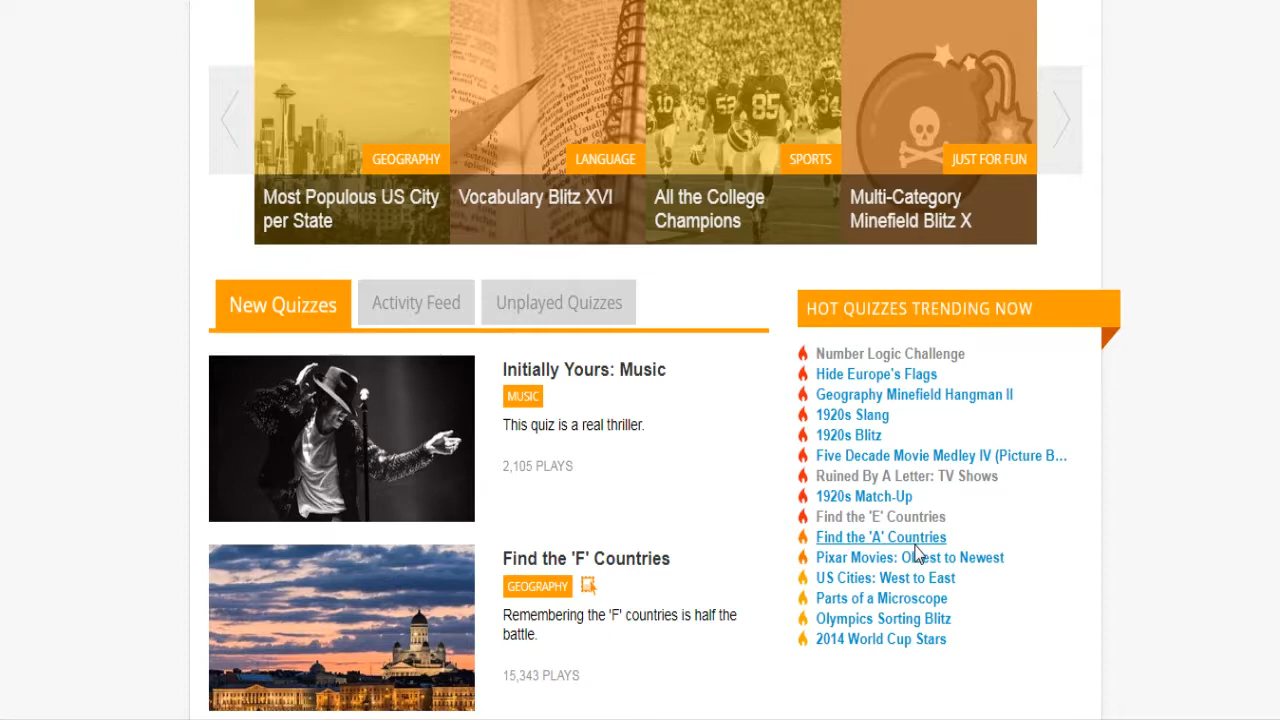 GEOGRAPHY
Most Populous US City
per State
LANGUAGE
Vocabulary Blitz XVI
SPORTS
All the College
Champions
JUST FOR FUN
Multi-Category
Minefield Blitz X
New Quizzes
Activity Feed
Unplayed Quizzes
Initially Yours: Music
MUSIC
This quiz is a real thriller.
2,105 PLAYS
Find the 'F' Countries
GEOGRAPHY
Remembering the 'F' countries is half the
battle.
15,343 PLAYS
HOT QUIZZES TRENDING NOW
Number Logic Challenge
Hide Europe's Flags
Geography Minefield Hangman II
1920s Slang
1920s Blitz
Five Decade Movie Medley IV (Picture B...
Ruined By A Letter: TV Shows
1920s Match-Up
Find the 'E' Countries
Find the 'A' Countries
Pixar Movies: Oldest to Newest
US Cities: West to East
Parts of a Microscope
Olympics Sorting Blitz
2014 World Cup Stars